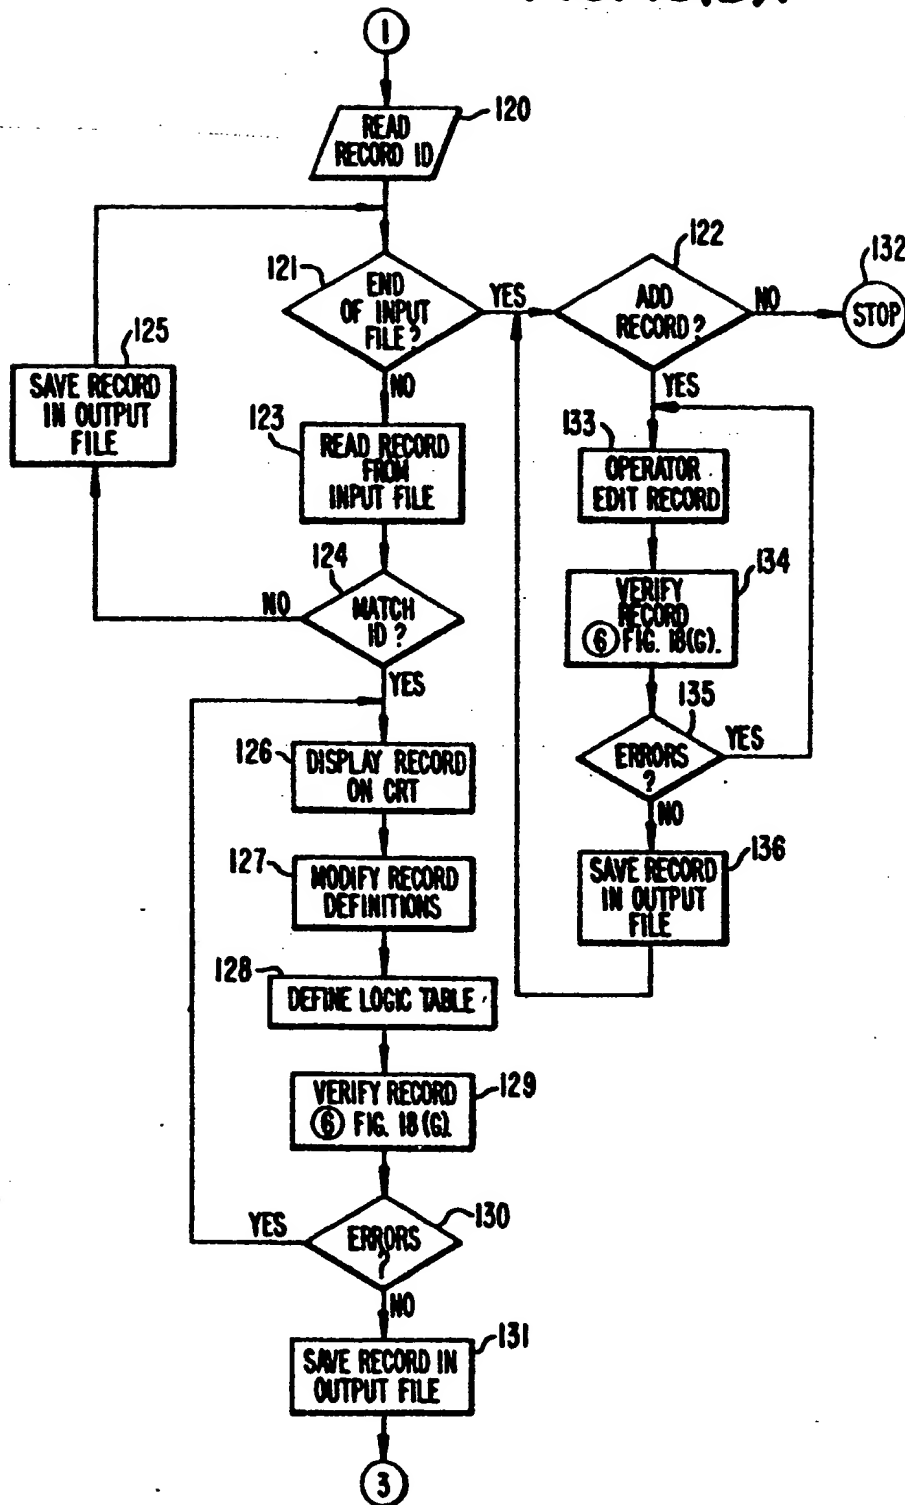 1
120
READ
RECORD ID
121
END
OF INPUT
FILE?
YES
122
ADD
RECORD?
NO
132
STOP
125
SAVE RECORD
IN OUTPUT
FILE
NO
YES
123
READ RECORD
FROM
INPUT FILE
133
OPERATOR
EDIT RECORD
124
MATCH
ID?
NO
134
VERIFY
RECORD
6 FIG. 18(G).
YES
135
ERRORS
?
YES
126
DISPLAY RECORD
ON CRT
NO
127
MODIFY RECORD
DEFINITIONS
136
SAVE RECORD
IN OUTPUT
FILE
128
DEFINE LOGIC TABLE
129
VERIFY RECORD
6 FIG. 18(G)
130
YES
ERRORS
?
NO
131
SAVE RECORD IN
OUTPUT FILE
3